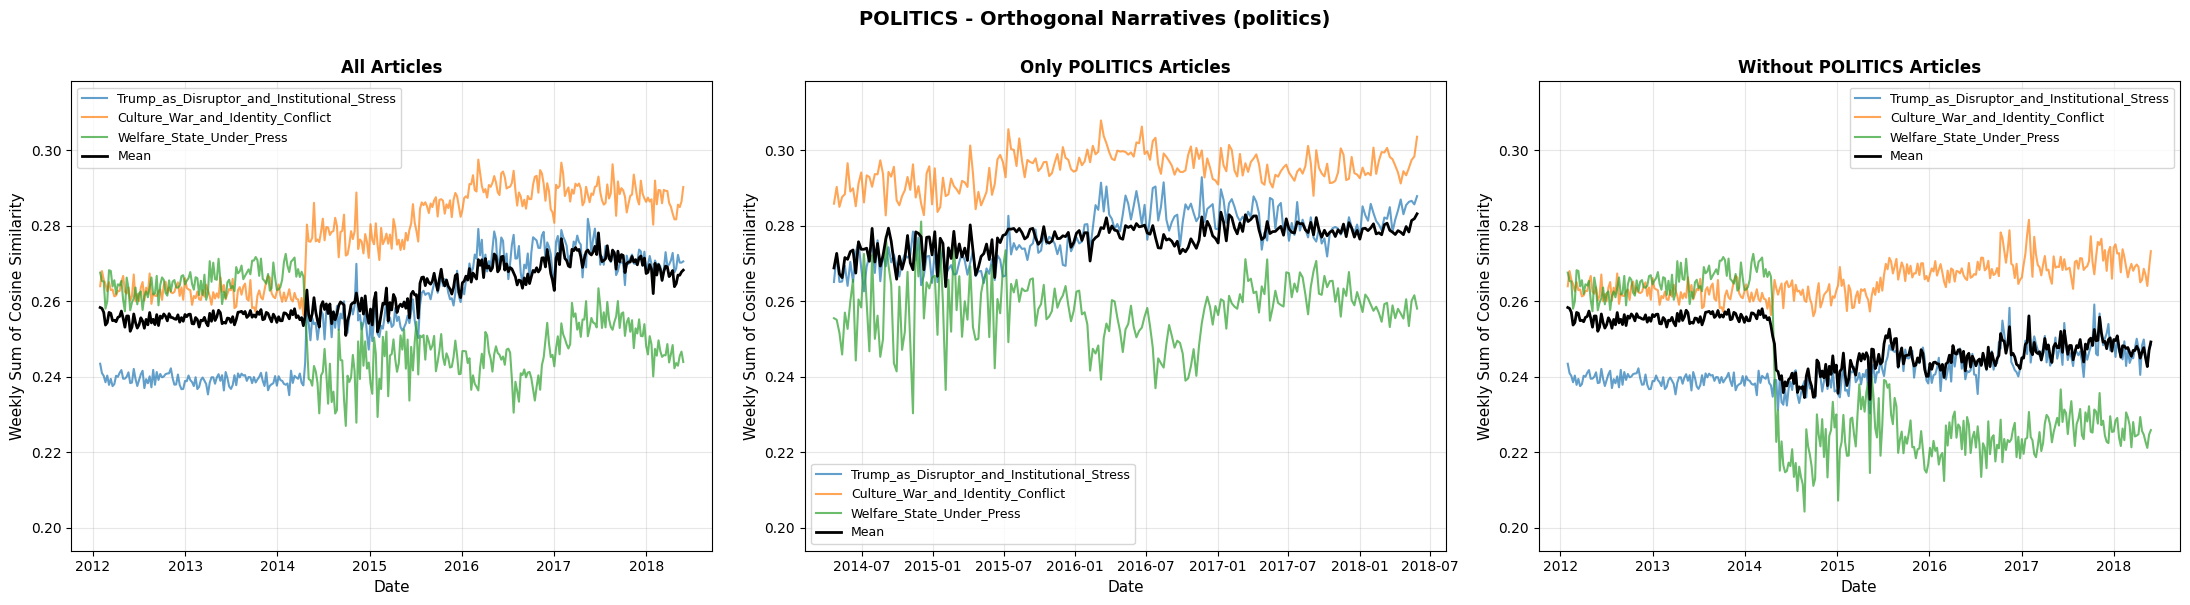 POLITICS - Orthogonal Narratives (politics)
All Articles
Trump_as_Disruptor_and_Institutional_Stress
Culture_War_and_Identity_Conflict
Welfare_State_Under_Press
Mean
Weekly Sum of Cosine Similarity
0.30
0.28
0.26
0.24
0.22
0.20
2012 2013 2014 2015 2016 2017 2018
Date
Only POLITICS Articles
Weekly Sum of Cosine Similarity
0.30
0.28
0.26
0.24
0.22
0.20
Trump_as_Disruptor_and_Institutional_Stress
Culture_War_and_Identity_Conflict
Welfare_State_Under_Press
Mean
2014-07 2015-01 2015-07 2016-01 2016-07 2017-01 2017-07 2018-01 2018-07
Date
Without POLITICS Articles
Trump_as_Disruptor_and_Institutional_Stress
Culture_War_and_Identity_Conflict
Welfare_State_Under_Press
Mean
Weekly Sum of Cosine Similarity
0.30
0.28
0.26
0.24
0.22
0.20
2012 2013 2014 2015 2016 2017 2018
Date